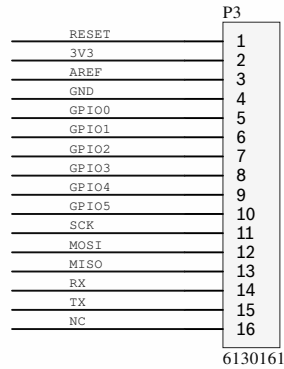 P3
RESET 1
3V3 2
AREF 3
GND 4
GPIO0 5
GPIO1 6
GPIO2 7
GPIO3 8
GPIO4 9
GPIO5 10
SCK 11
MOSI 12
MISO 13
RX 14
TX 15
NC 16
6130161